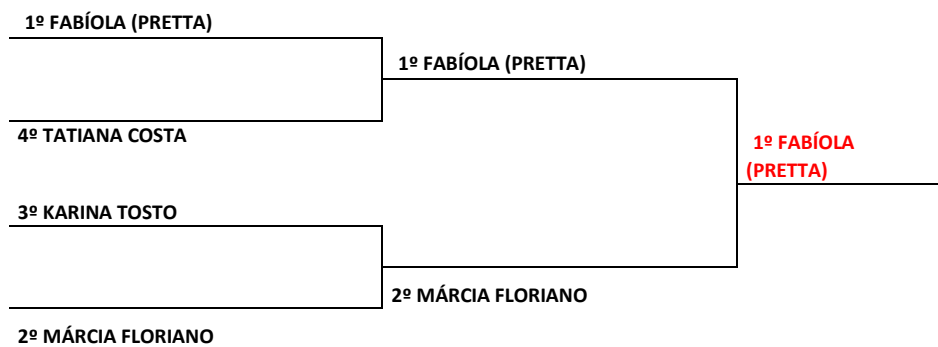 1º FABÍOLA (PRETTA)
1º FABÍOLA (PRETTA)
4º TATIANA COSTA
1º FABÍOLA
(PRETTA)
3º KARINA TOSTO
2º MÁRCIA FLORIANO
2º MÁRCIA FLORIANO